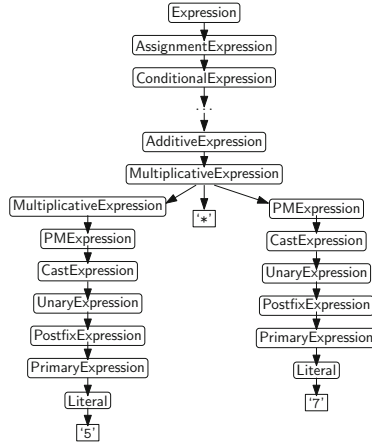 Expression
AssignmentExpression
ConditionalExpression
...
AdditiveExpression
MultiplicativeExpression
MultiplicativeExpression
‘*’
PMExpression
PMExpression
CastExpression
CastExpression
UnaryExpression
UnaryExpression
PostfixExpression
PostfixExpression
PrimaryExpression
PrimaryExpression
Literal
Literal
‘5’
‘7’